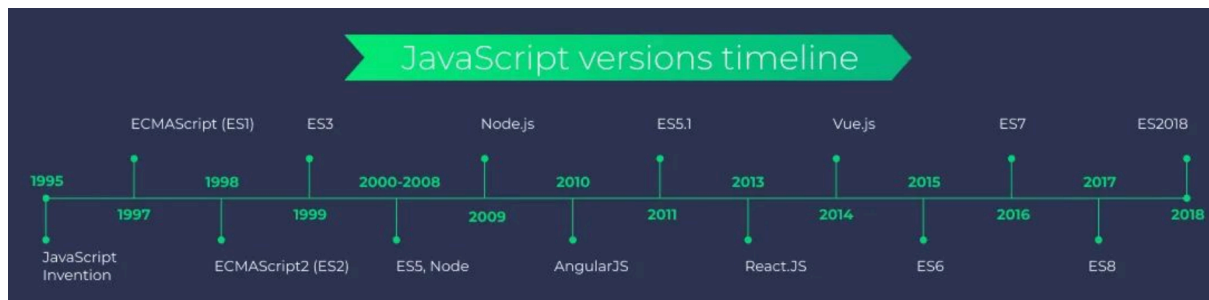 JavaScript versions timeline
ECMAScript (ES1) ES3 Node.js ES5.1 Vue.js ES7 ES2018
1995 1998 2000-2008 2010 2013 2015 2017
1997 1999 2009 2011 2014 2016 2018
JavaScript
Invention
ECMAScript2 (ES2) ES5, Node AngularJS React.JS ES6 ES8